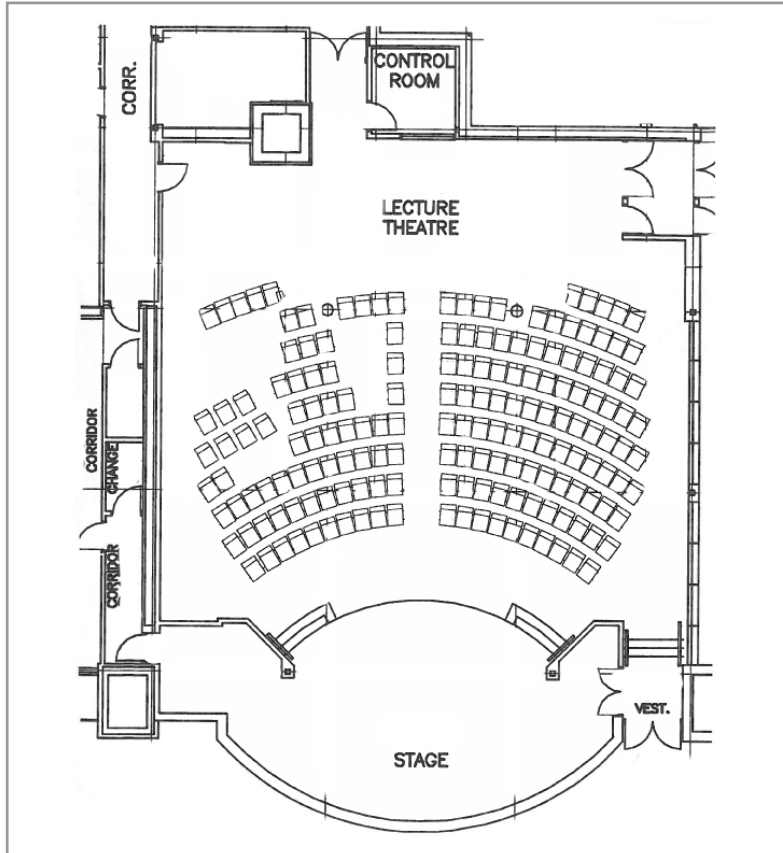 CORR.
CONTROL
ROOM
LECTURE
THEATRE
CORRIDOR
CHANGE
CORRIDOR
VEST.
STAGE